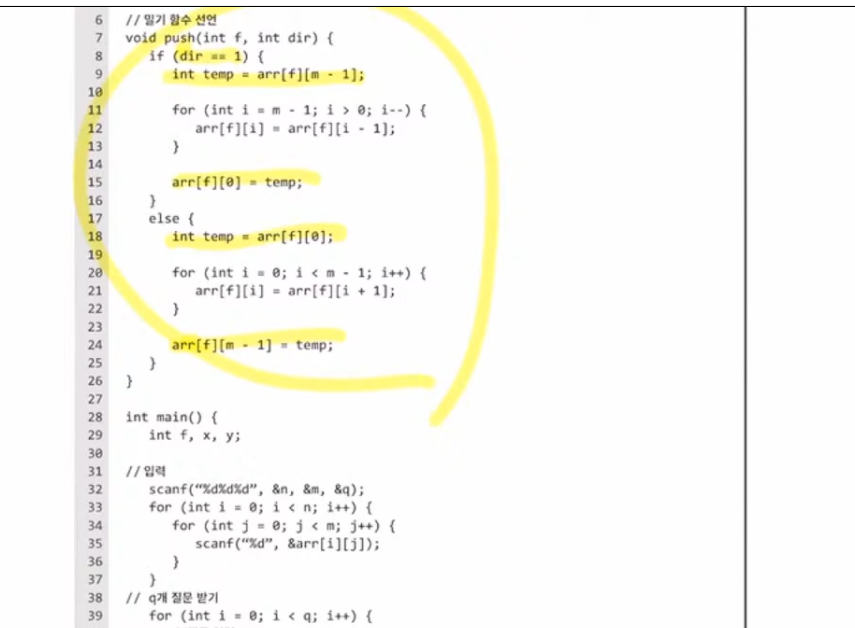 6 // 밀기 함수 선언
7 void push(int f, int dir) {
8 if (dir == 1) {
9 int temp = arr[f][m - 1];
10
11 for (int i = m - 1; i > 0; i--) {
12 arr[f][i] = arr[f][i - 1];
13 }
14
15 arr[f][0] = temp;
16 }
17 else {
18 int temp = arr[f][0];
19
20 for (int i = 0; i < m - 1; i++) {
21 arr[f][i] = arr[f][i + 1];
22 }
23
24 arr[f][m - 1] = temp;
25 }
26 }
27
28 int main() {
29 int f, x, y;
30
31 // 입력
32 scanf(“%d%d%d”, &n, &m, &q);
33 for (int i = 0; i < n; i++) {
34 for (int j = 0; j < m; j++) {
35 scanf(“%d”, &arr[i][j]);
36 }
37 }
38 // q개 질문 받기
39 for (int i = 0; i < q; i++) {